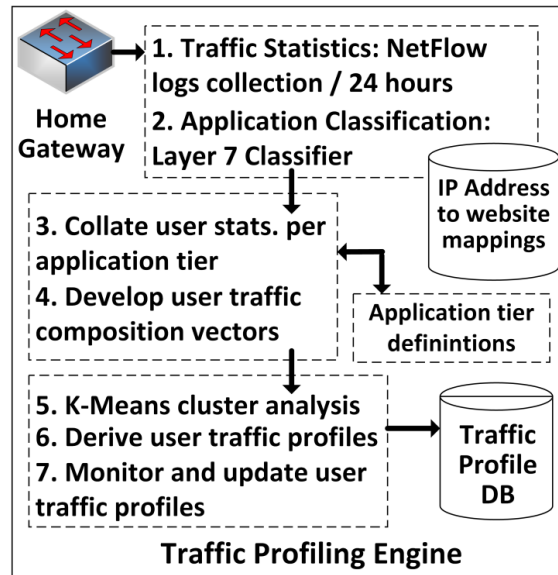 1. Traffic Statistics: NetFlow
logs collection / 24 hours
2. Application Classification:
Layer 7 Classifier
Home
Gateway
IP Address
to website
mappings
3. Collate user stats. per
application tier
4. Develop user traffic
composition vectors
Application tier
definintions
5. K-Means cluster analysis
6. Derive user traffic profiles
7. Monitor and update user
traffic profiles
Traffic
Profile
DB
Traffic Profiling Engine